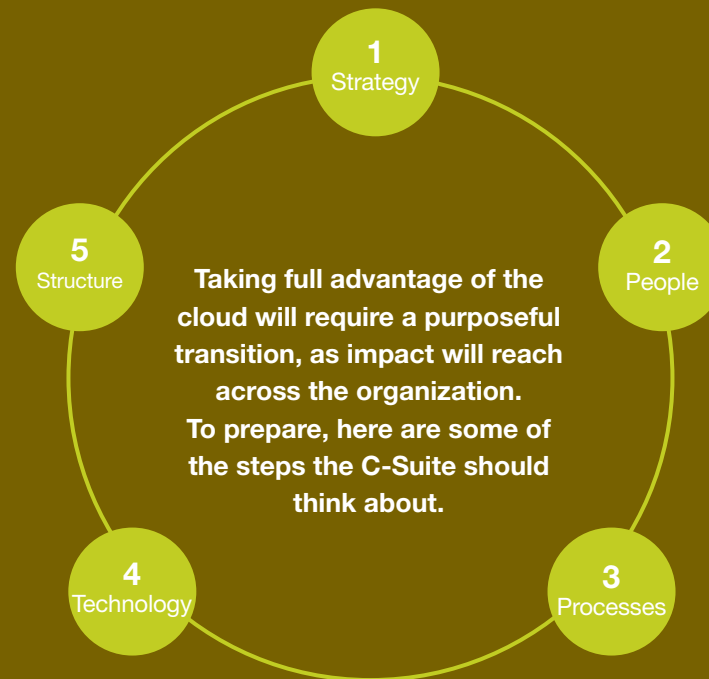 1
Strategy
2
People
3
Processes
4
Technology
5
Structure
Taking full advantage of the
cloud will require a purposeful
transition, as impact will reach
across the organization.
To prepare, here are some of
the steps the C-Suite should
think about.